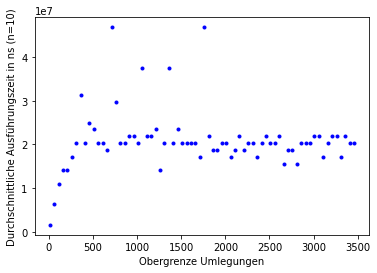 1e7
4
3
2
1
0
0 500 1000 1500 2000 2500 3000 3500
Durchschnittliche Ausführungszeit in ns (n=10)
Obergrenze Umlegungen